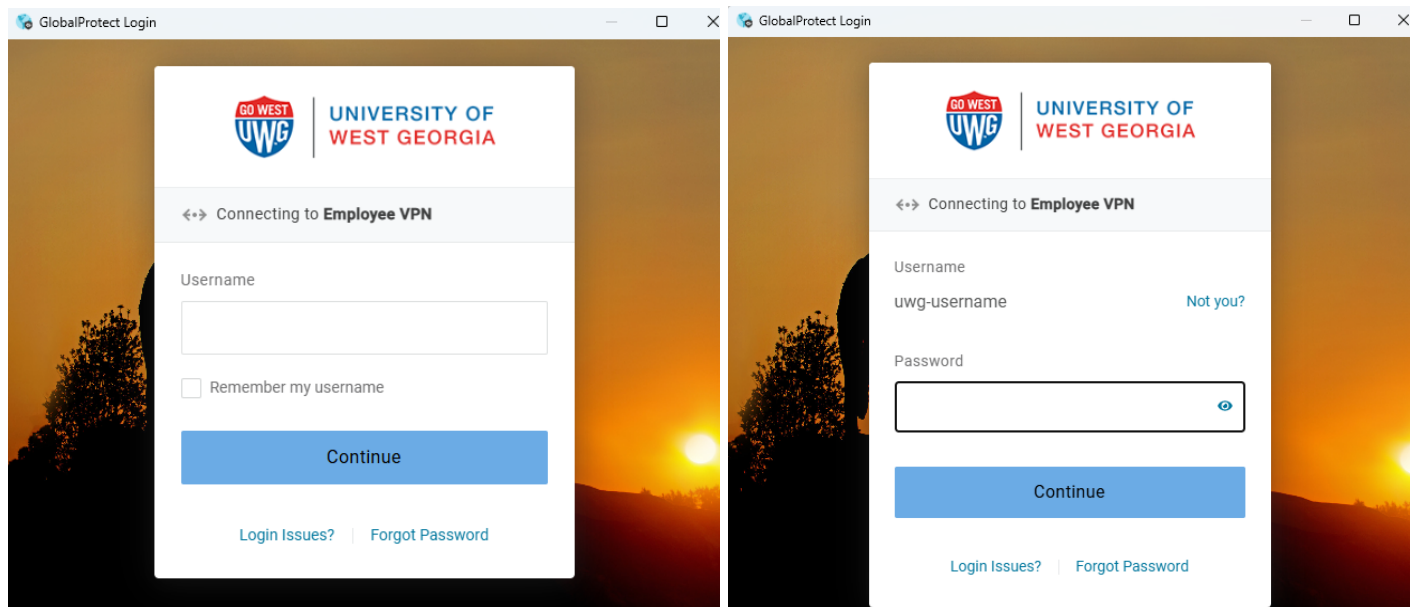 GlobalProtect Login
GO WEST
UWG
UNIVERSITY OF
WEST GEORGIA
Connecting to Employee VPN
Username
Remember my username
Continue
Login Issues?
Forgot Password
GlobalProtect Login
GO WEST
UWG
UNIVERSITY OF
WEST GEORGIA
Connecting to Employee VPN
Username
uwg-username
Not you?
Password
Continue
Login Issues?
Forgot Password